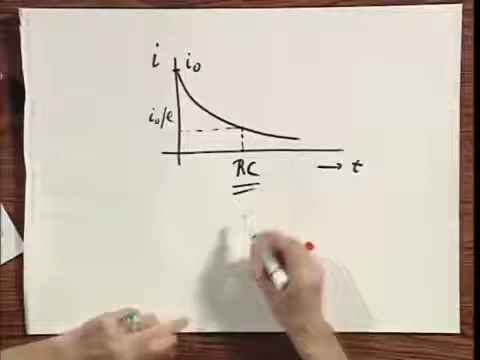 i i₀
i₀/e
RC
→ t